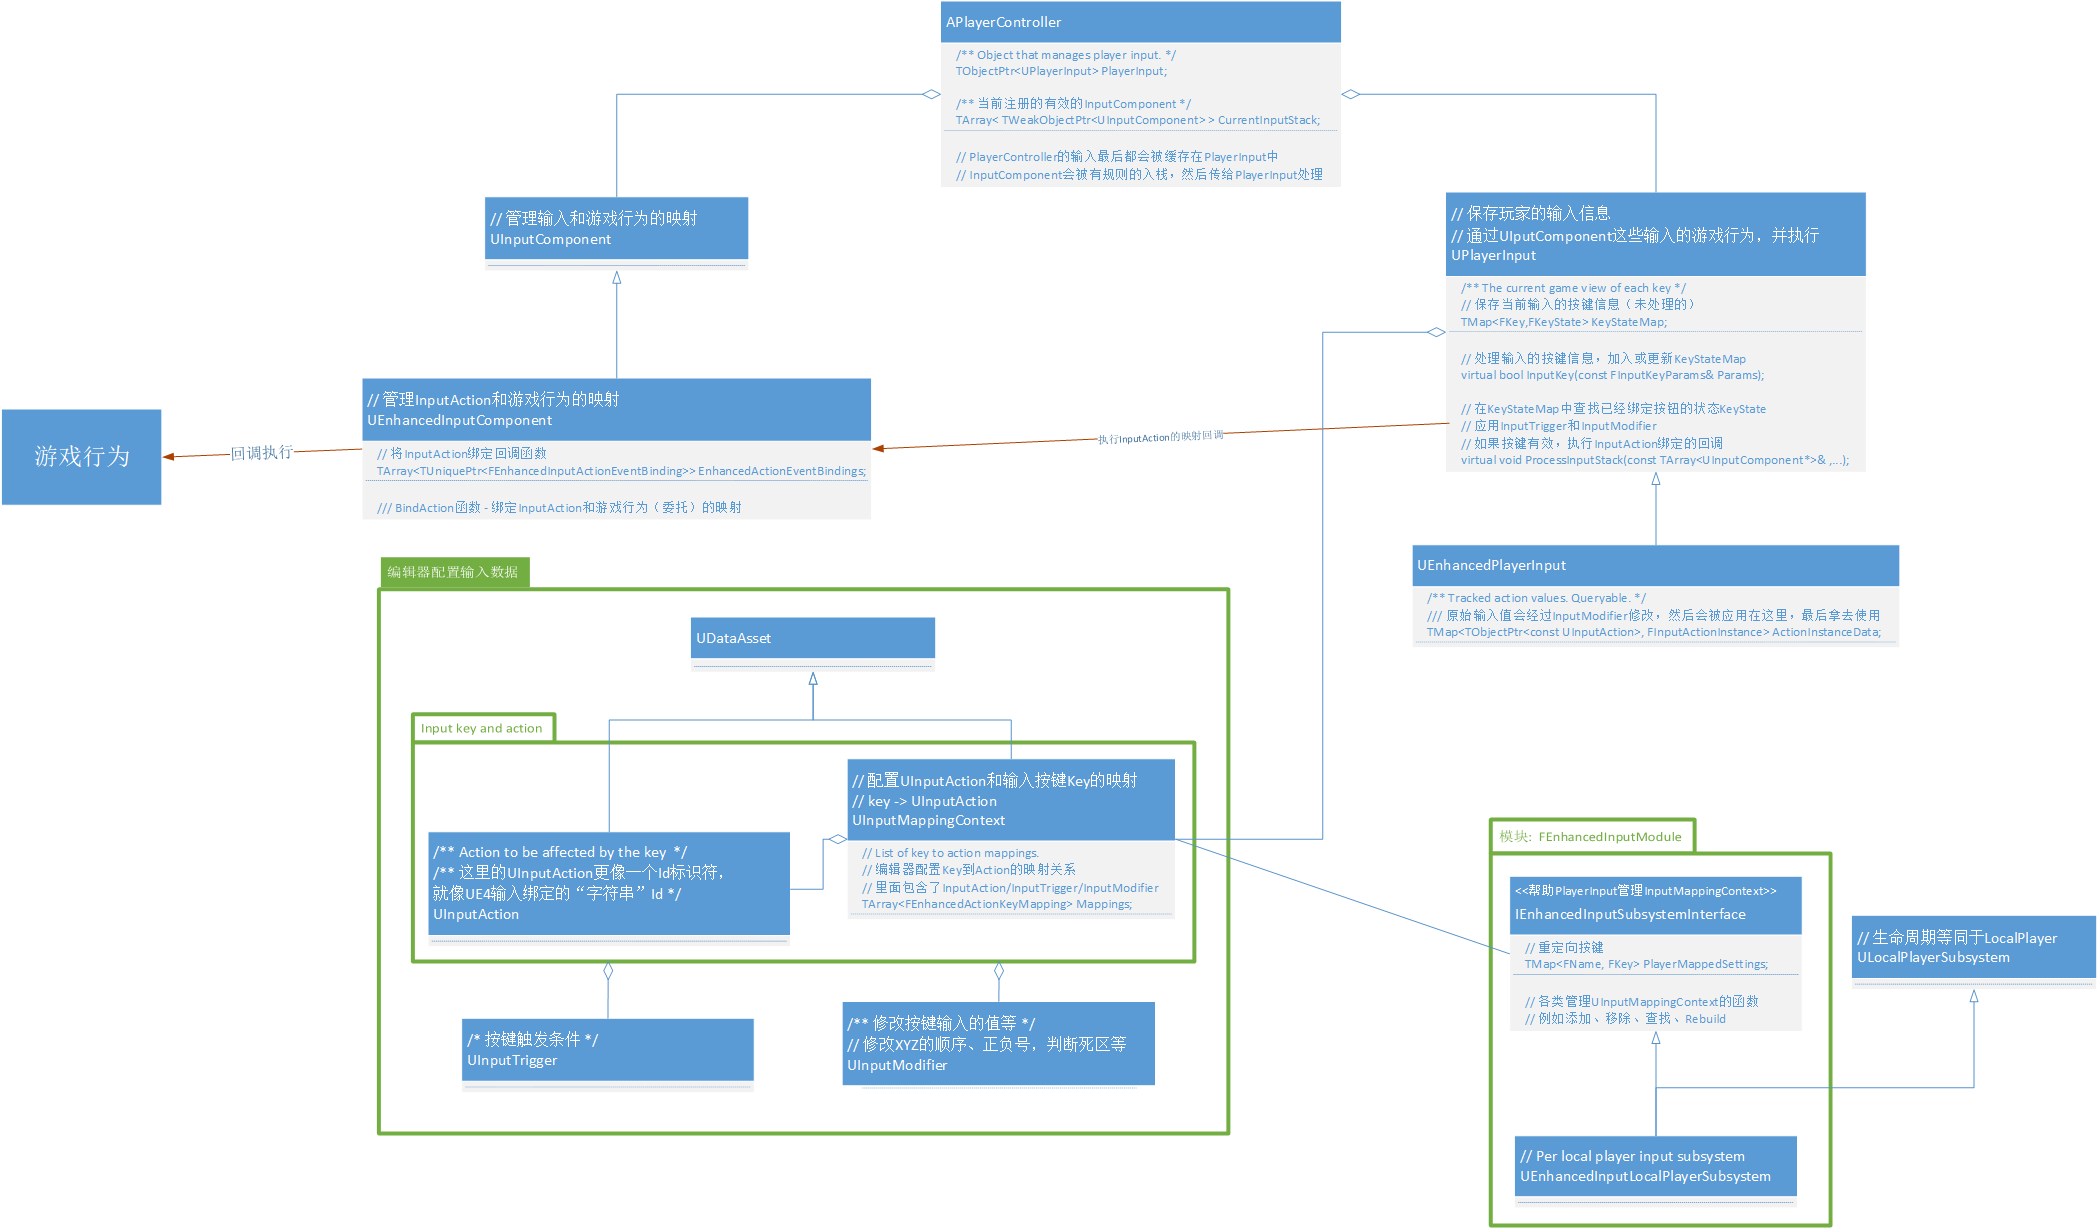 APlayerController
/** Object that manages player input. */
TObjectPtr<UPlayerInput> PlayerInput;
/** 当前注册的有效的InputComponent */
TArray< TWeakObjectPtr<UInputComponent> > CurrentInputStack;
// PlayerController的输入最后都会被缓存在PlayerInput中
// InputComponent会被有规则的入栈，然后传给PlayerInput处理
// 管理输入和游戏行为的映射
UInputComponent
// 保存玩家的输入信息
// 通过UIputComponent这些输入的游戏行为，并执行
UPlayerInput
/** The current game view of each key */
// 保存当前输入的按键信息（未处理的）
TMap<FKey,FKeyState> KeyStateMap;
// 处理输入的按键信息，加入或更新KeyStateMap
virtual bool InputKey(const FInputKeyParams& Params);
// 在KeyStateMap中查找已经绑定按钮的状态KeyState
// 应用InputTrigger和InputModifier
// 如果按键有效，执行InputAction绑定的回调
virtual void ProcessInputStack(const TArray<UInputComponent*>& ,...);
// 管理InputAction和游戏行为的映射
UEnhancedInputComponent
// 将InputAction绑定回调函数
TArray<TUniquePtr<FEnhancedInputActionEventBinding>> EnhancedActionEventBindings;
/// BindAction函数 - 绑定InputAction和游戏行为（委托）的映射
执行InputAction的映射回调
回调执行
游戏行为
UEnhancedPlayerInput
/** Tracked action values. Queryable. */
/// 原始输入值会经过InputModifier修改，然后会被应用在这里，最后拿去使用
TMap<TObjectPtr<const UInputAction>, FInputActionInstance> ActionInstanceData;
编辑器配置输入数据
UDataAsset
Input key and action
// 配置UInputAction和输入按键Key的映射
// key -> UInputAction
UInputMappingContext
// List of key to action mappings.
// 编辑器配置Key到Action的映射关系
// 里面包含了InputAction/InputTrigger/InputModifier
TArray<FEnhancedActionKeyMapping> Mappings;
/** Action to be affected by the key  */
/** 这里的UInputAction更像一个Id标识符，
就像UE4输入绑定的“字符串”Id */
UInputAction
/* 按键触发条件 */
UInputTrigger
/** 修改按键输入的值等 */
// 修改XYZ的顺序、正负号，判断死区等
UInputModifier
模块: FEnhancedInputModule
<<帮助PlayerInput管理InputMappingContext>>
IEnhancedInputSubsystemInterface
// 重定向按键
TMap<FName, FKey> PlayerMappedSettings;
// 各类管理UInputMappingContext的函数
// 例如添加、移除、查找、Rebuild
// 生命周期等同于LocalPlayer
ULocalPlayerSubsystem
// Per local player input subsystem
UEnhancedInputLocalPlayerSubsystem